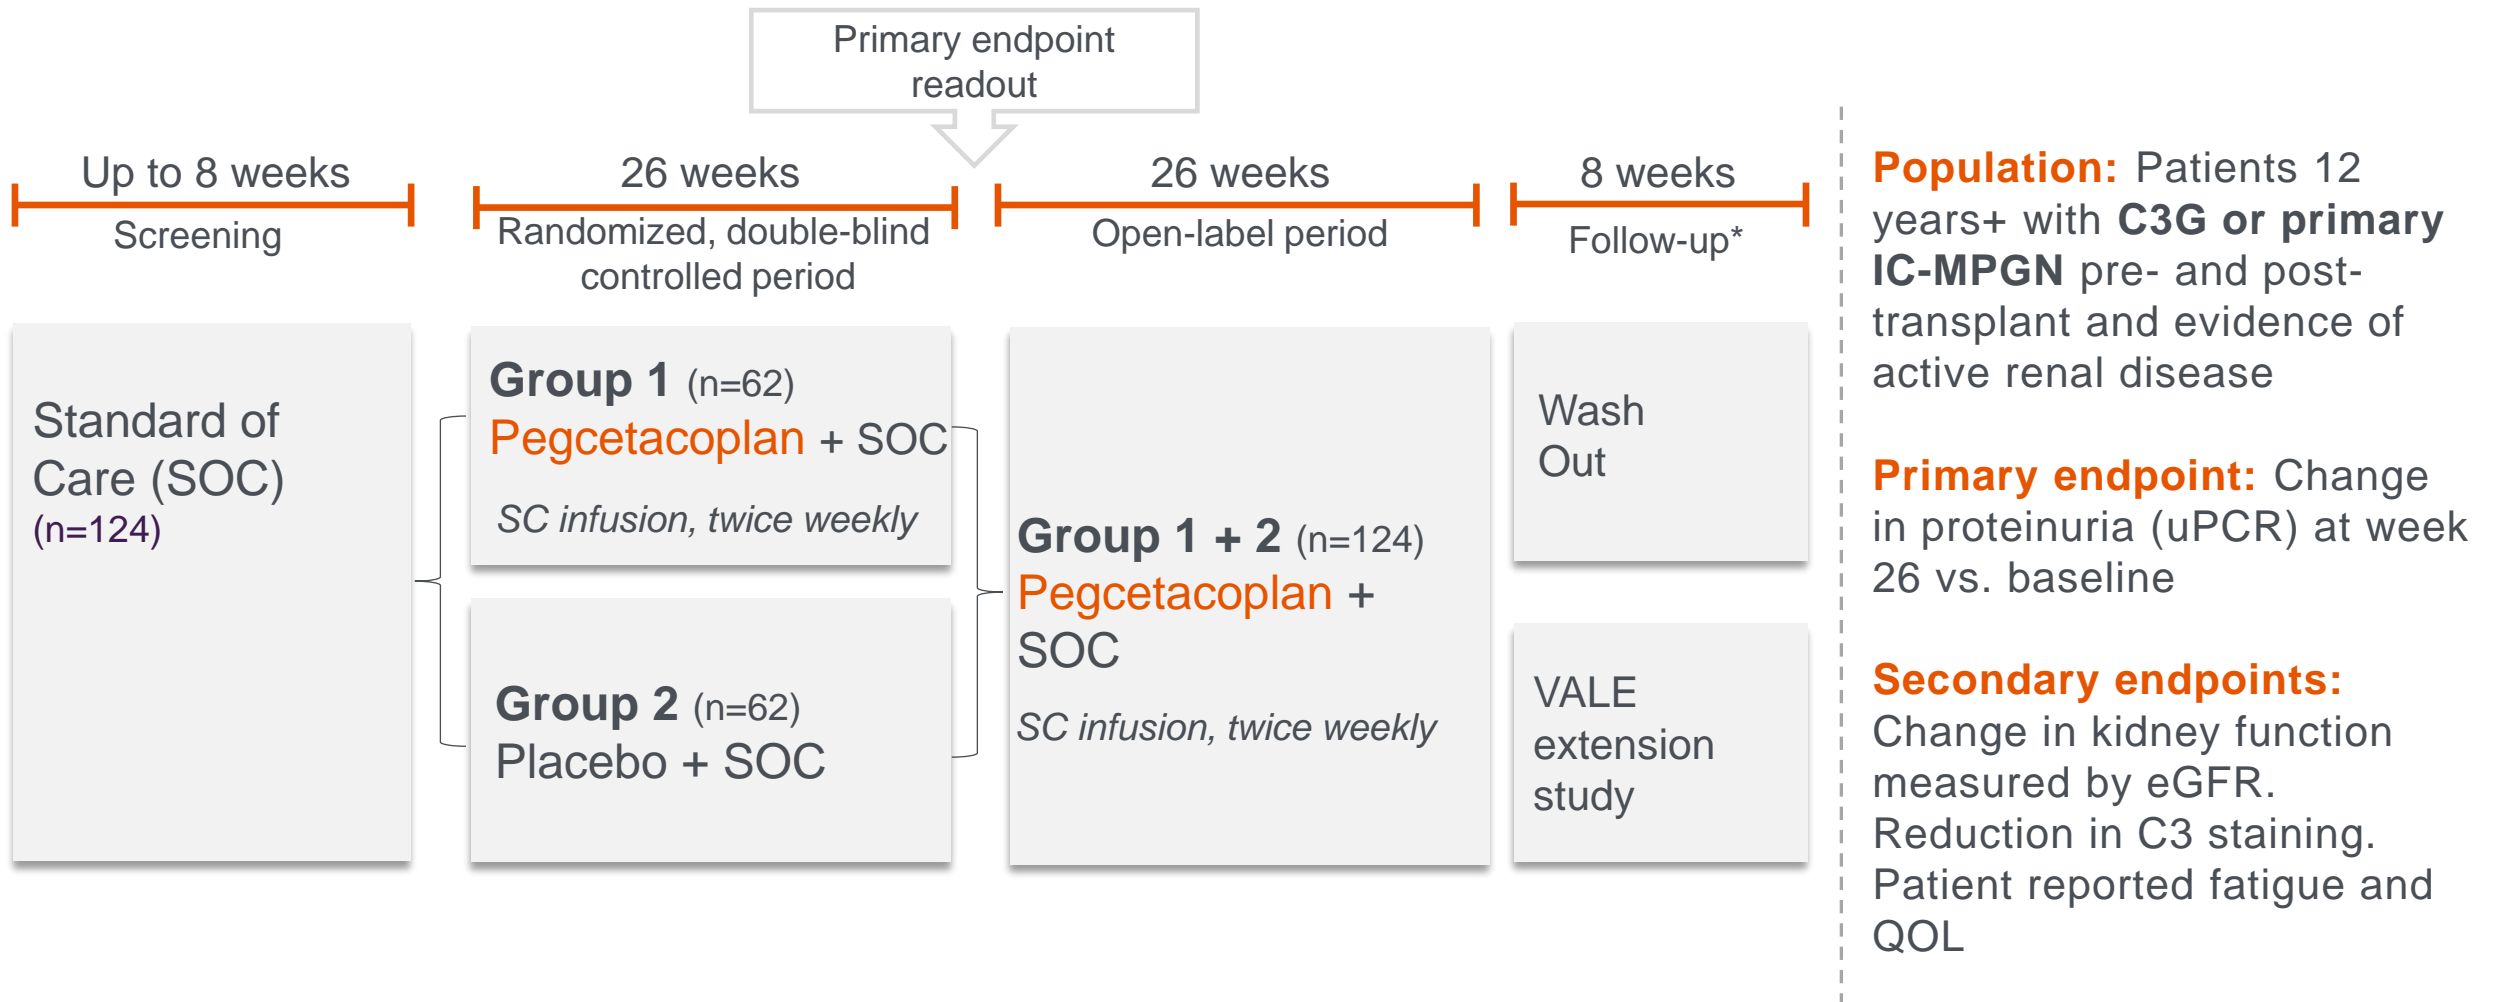 Primary endpoint
readout
Up to 8 weeks
Screening
26 weeks
Randomized, double-blind
controlled period
26 weeks
Open-label period
8 weeks
Follow-up*
Standard of
Care (SOC)
(n=124)
Group 1 (n=62)
Pegcetacoplan + SOC
SC infusion, twice weekly
Group 2 (n=62)
Placebo + SOC
Group 1 + 2 (n=124)
Pegcetacoplan +
SOC
SC infusion, twice weekly
Wash
Out
VALE
extension
study
Population: Patients 12
years+ with C3G or primary
IC-MPGN pre- and post-
transplant and evidence of
active renal disease
Primary endpoint: Change
in proteinuria (uPCR) at week
26 vs. baseline
Secondary endpoints:
Change in kidney function
measured by eGFR.
Reduction in C3 staining.
Patient reported fatigue and
QOL